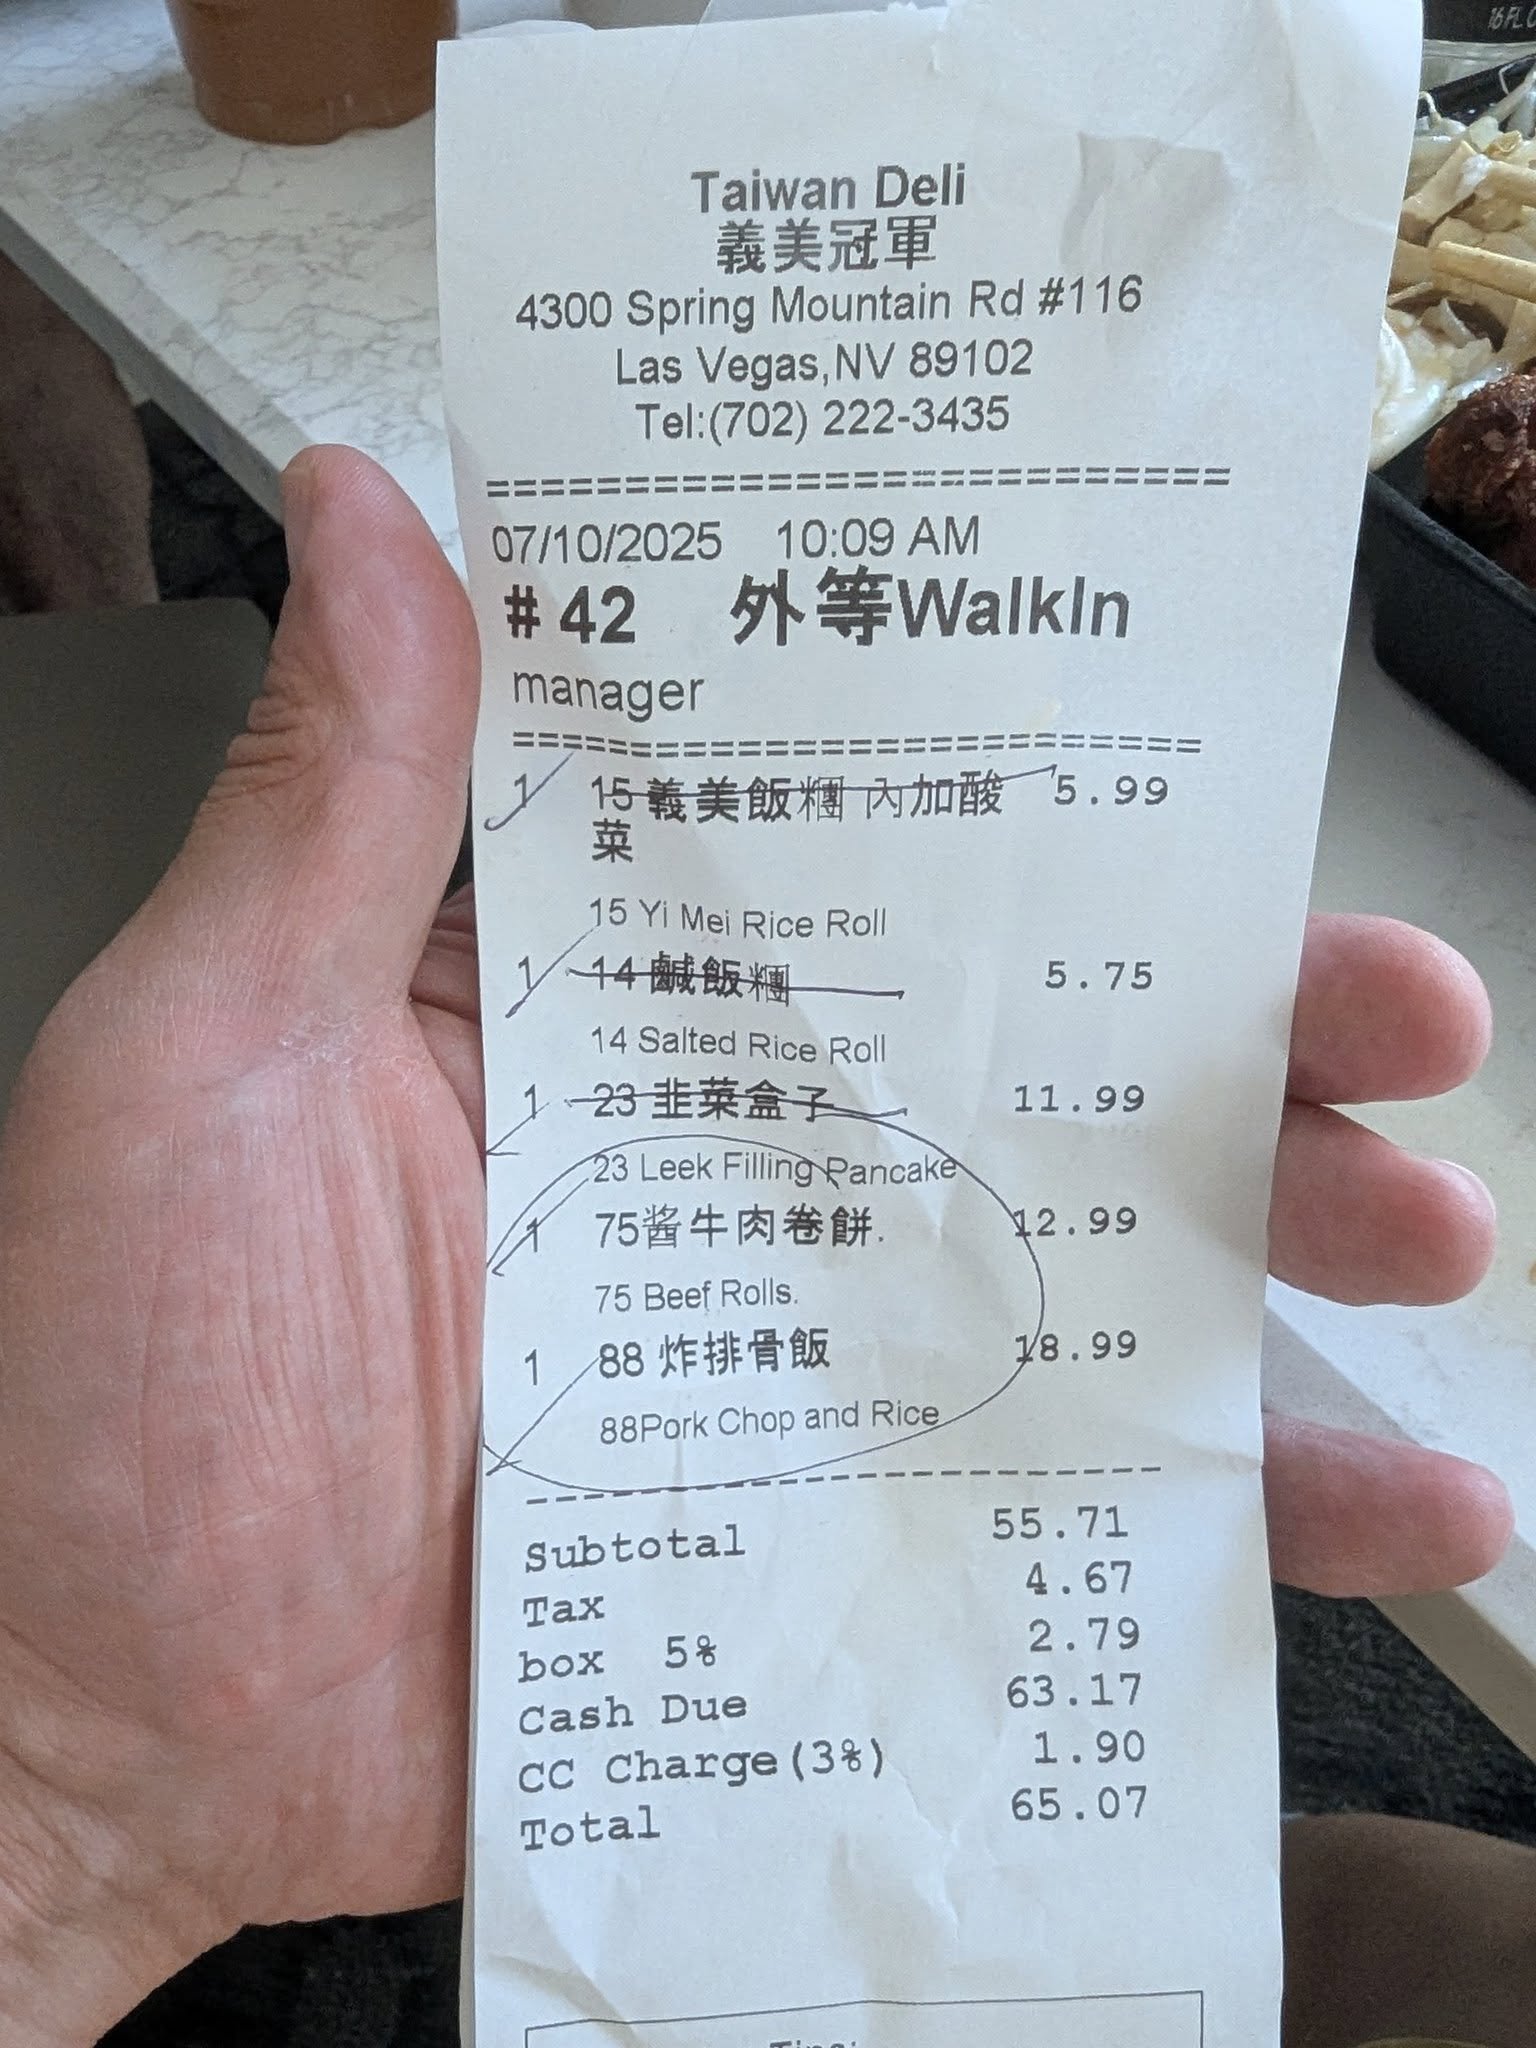 16 FL O
Taiwan Deli
義美冠軍
4300 Spring Mountain Rd #116
Las Vegas,NV 89102
Tel:(702) 222-3435
===========================
07/10/2025 10:09 AM
# 42 外等WalkIn
manager
===========================
1 15 義美飯糰 內加酸 5.99
菜
15 Yi Mei Rice Roll
1 14 鹹飯糰 5.75
14 Salted Rice Roll
1 23 韭菜盒子 11.99
23 Leek Filling Pancake
1 75酱牛肉卷餅. 12.99
75 Beef Rolls.
1 88 炸排骨飯 18.99
88Pork Chop and Rice
---------------------------
Subtotal 55.71
Tax 4.67
box 5% 2.79
Cash Due 63.17
CC Charge(3%) 1.90
Total 65.07